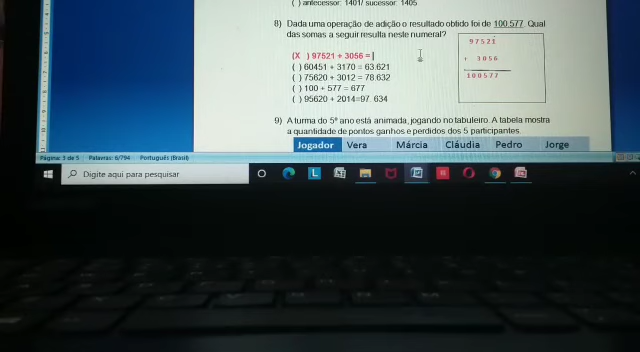 ( ) antecessor: 1401/ sucessor: 1405
8) Dada uma operação de adição o resultado obtido foi de 100.577. Qual
das somas a seguir resulta neste numeral?
(X ) 97521 + 3056 =
( ) 60451 + 3170 = 63.621
( ) 75620 + 3012 = 78.632
( ) 100 + 577 = 677
( ) 95620 + 2014=97. 634
97521
+ 3056
100577
9) A turma do 5º ano está animada, jogando no tabuleiro. A tabela mostra
a quantidade de pontos ganhos e perdidos dos 5 participantes.
Jogador Vera Márcia Cláudia Pedro Jorge
Página: 3 de 5 Palavras: 6/794 Português (Brasil)
Digite aqui para pesquisar
L